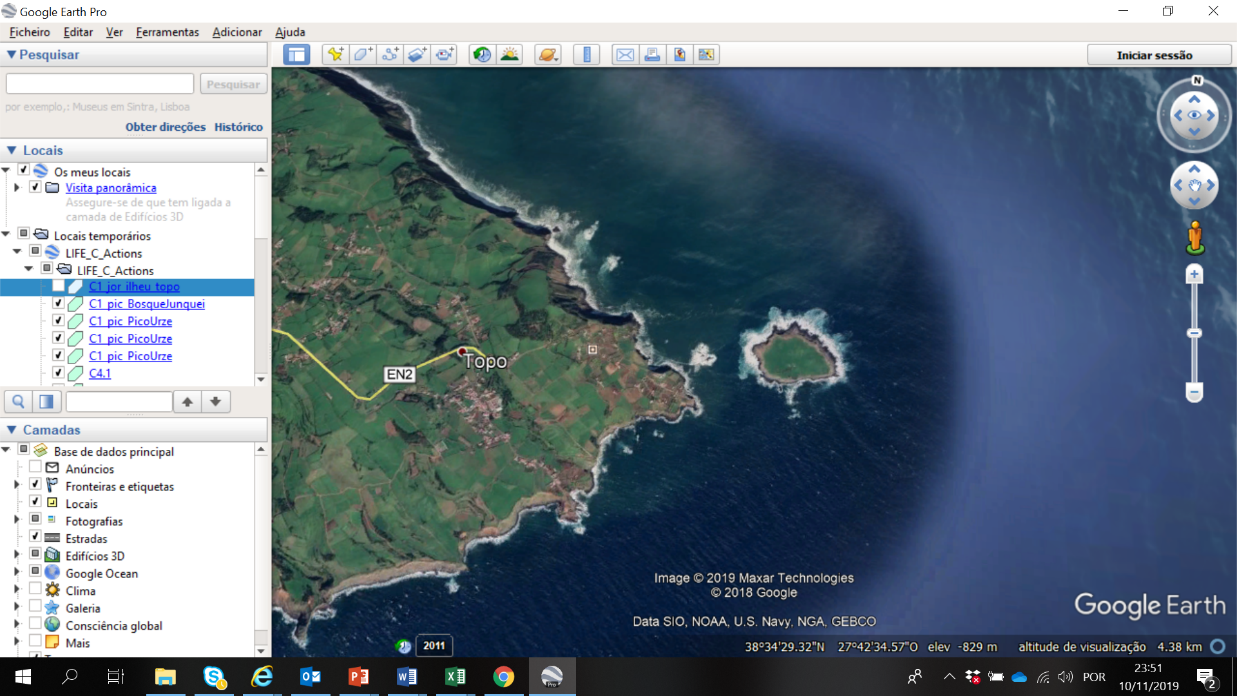 Google Earth Pro
Ficheiro Editar Ver Ferramentas Adicionar Ajuda
Pesquisar
Iniciar sessão
Pesquisar
por exemplo,: Museus em Sintra, Lisboa
Obter direções Histórico
Locais
Os meus locais
Visita panorâmica
Assegure-se de que tem ligada a
camada de Edifícios 3D
Locais temporários
LIFE_C_Actions
LIFE_C_Actions
C1_jor_ilheu_topo
C1_pic_BosqueJunquei
C1_pic_PicoUrze
C1_pic_PicoUrze
C1_pic_PicoUrze
C4.1
Camadas
Base de dados principal
Anúncios
Fronteiras e etiquetas
Locais
Fotografias
Estradas
Edifícios 3D
Google Ocean
Clima
Galeria
Consciência global
Mais
N
Topo
EN2
Image © 2019 Maxar Technologies
© 2018 Google
Data SIO, NOAA, U.S. Navy, NGA, GEBCO
Google Earth
2011
38°34'29.32"N 27°42'34.57"O elev -829 m altitude de visualização 4.38 km
POR
23:51
10/11/2019
2